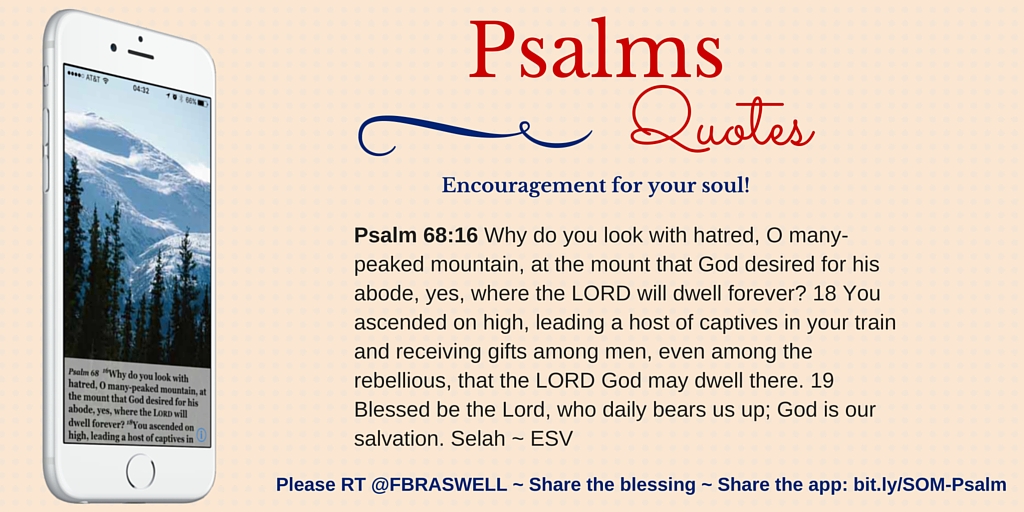 ●●●●○ AT&T
04:32
66%
Psalm 68 ¹⁶Why do you look with
hatred, O many-peaked mountain, at
the mount that God desired for his
abode, yes, where the LORD will
dwell forever? ¹⁸You ascended on
high, leading a host of captives in
Psalms
Quotes
Encouragement for your soul!
Psalm 68:16 Why do you look with hatred, O many-
peaked mountain, at the mount that God desired for his
abode, yes, where the LORD will dwell forever? 18 You
ascended on high, leading a host of captives in your train
and receiving gifts among men, even among the
rebellious, that the LORD God may dwell there. 19
Blessed be the Lord, who daily bears us up; God is our
salvation. Selah ~ ESV
Please RT @FBRASWELL ~ Share the blessing ~ Share the app: bit.ly/SOM-Psalm